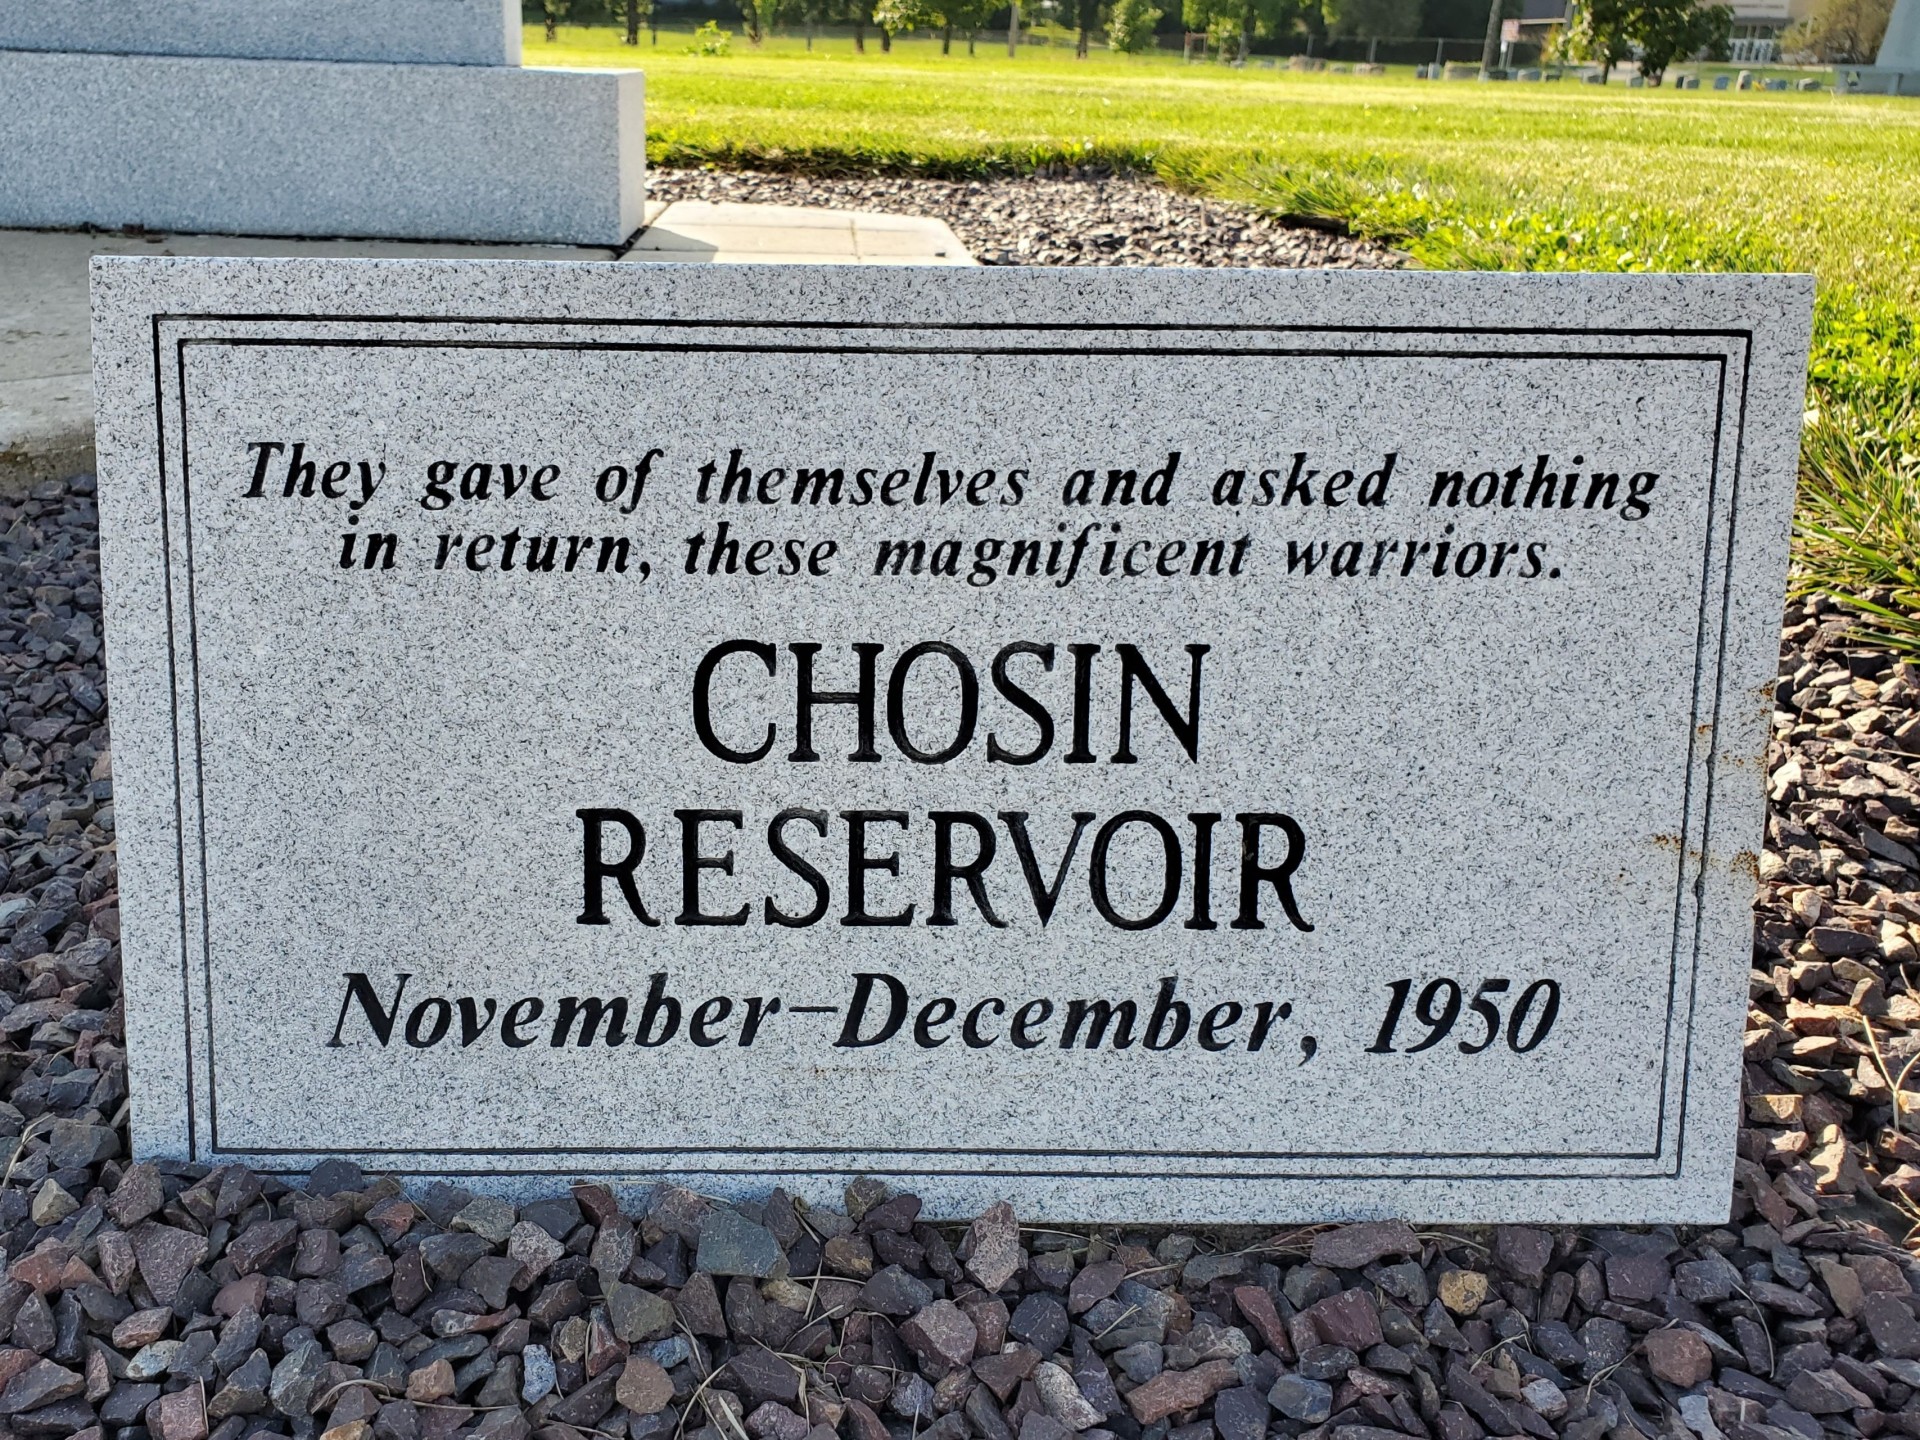 They gave of themselves and asked nothing
in return, these magnificent warriors.
CHOSIN
RESERVOIR
November-December, 1950